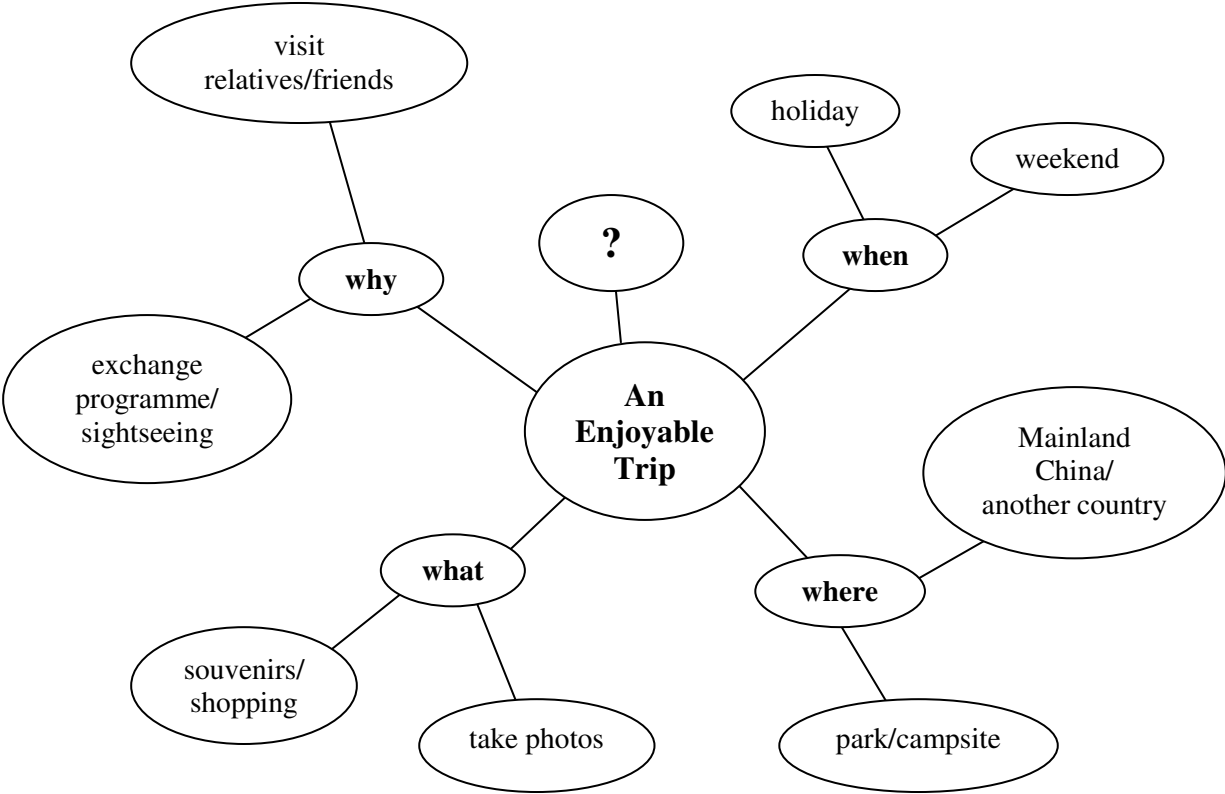 visit
relatives/friends
holiday
weekend
?
when
why
exchange
programme/
sightseeing
An
Enjoyable
Trip
Mainland
China/
another country
what
where
souvenirs/
shopping
take photos
park/campsite